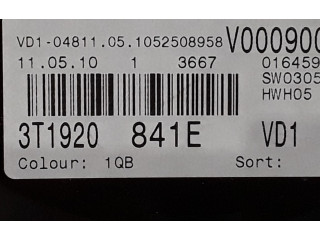 VD1-04811.05.1052508958 V000900
11.05.10 1 3667 016459
SW0305
HWH05
3T1920 841E VD1
Colour: 1QB Sort: